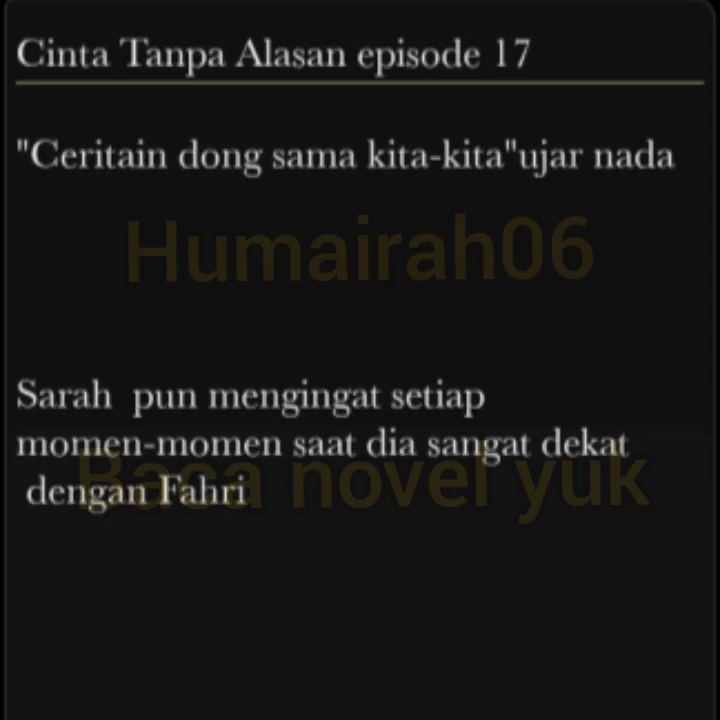 Cinta Tanpa Alasan episode 17
"Ceritain dong sama kita-kita"ujar nada
Humairah06
Sarah  pun mengingat setiap
momen-momen saat dia sangat dekat
dengan Fahri
Baca novel yuk